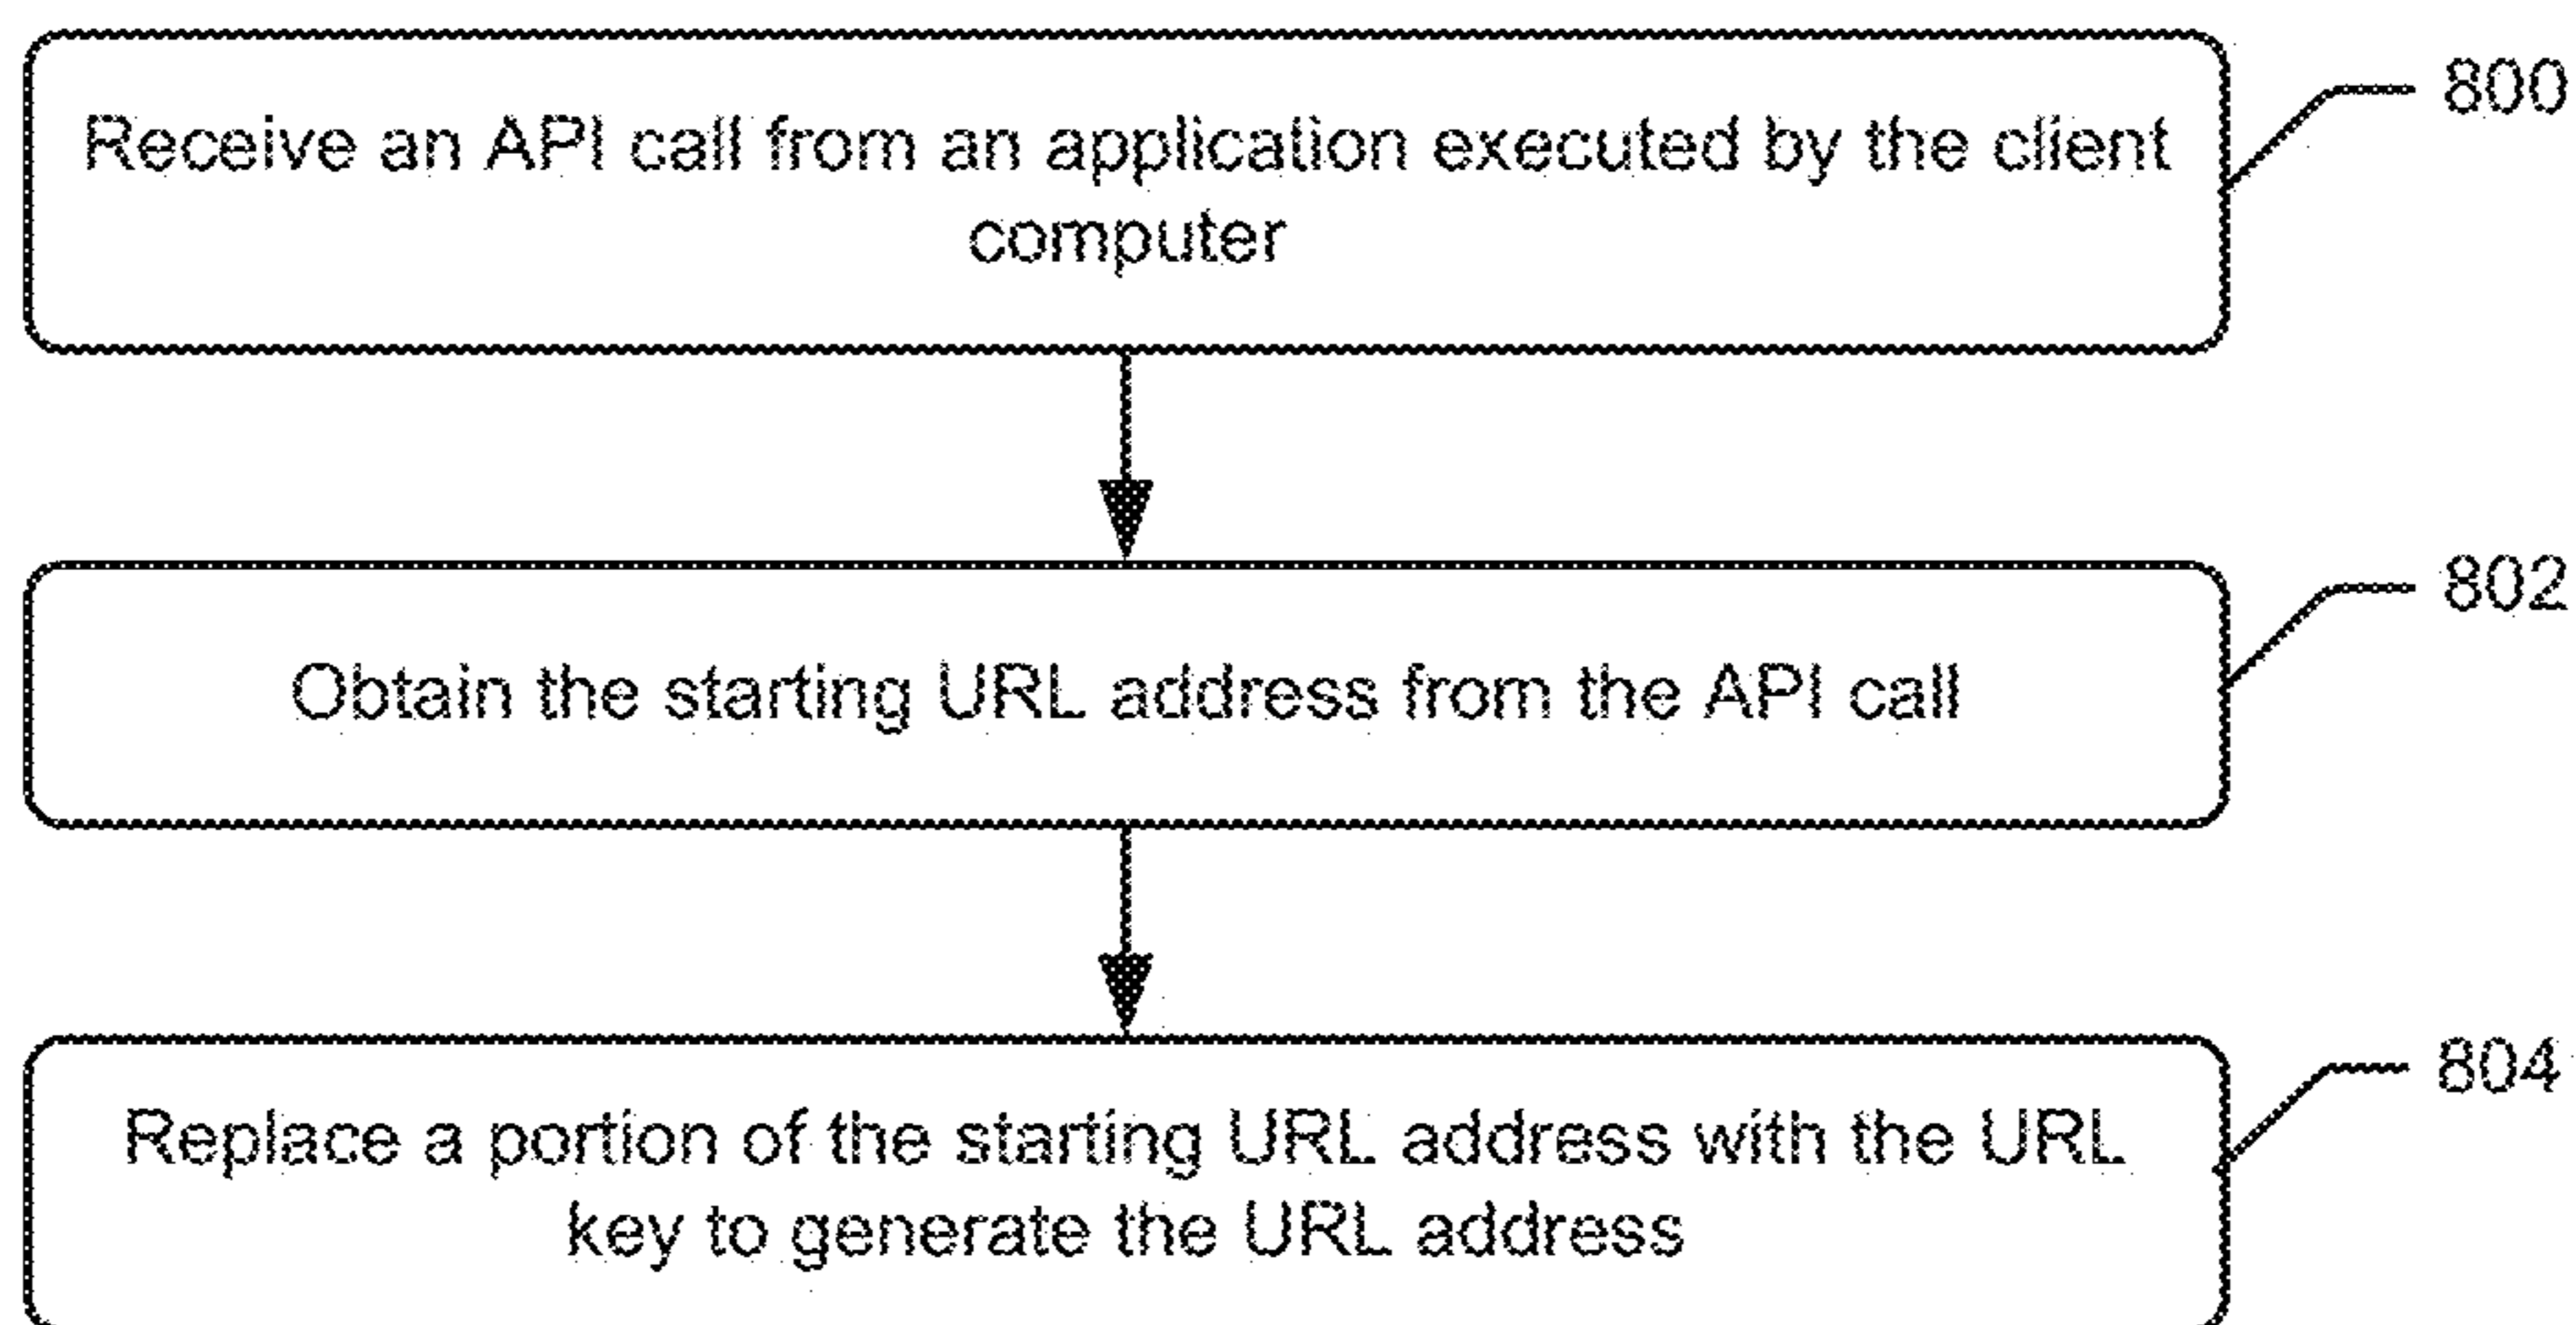 Receive an API call from an application executed by the client
computer
800
Obtain the starting URL address from the API call
802
Replace a portion of the starting URL address with the URL
key to generate the URL address
804